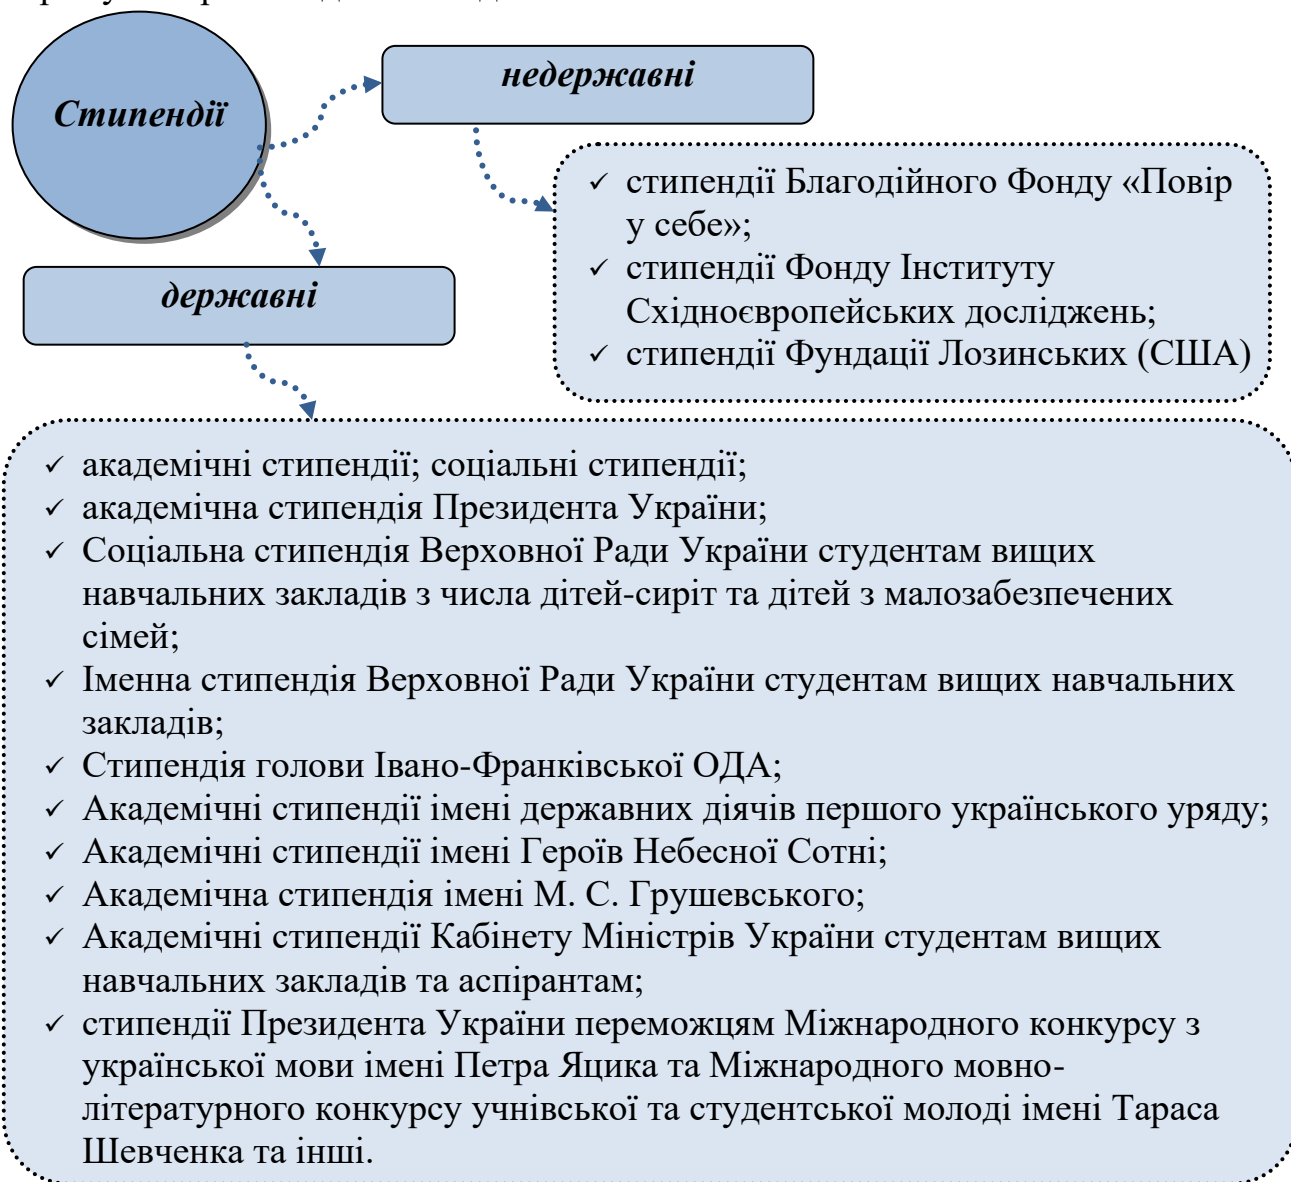 Стипендії
недержавні
✓ стипендії Благодійного Фонду «Повір
у себе»;
✓ стипендії Фонду Інституту
Східноєвропейських досліджень;
✓ стипендії Фундації Лозинських (США)
державні
✓ академічні стипендії; соціальні стипендії;
✓ академічна стипендія Президента України;
✓ Соціальна стипендія Верховної Ради України студентам вищих
навчальних закладів з числа дітей-сиріт та дітей з малозабезпечених
сімей;
✓ Іменна стипендія Верховної Ради України студентам вищих навчальних
закладів;
✓ Стипендія голови Івано-Франківської ОДА;
✓ Академічні стипендії імені державних діячів першого українського уряду;
✓ Академічні стипендії імені Героїв Небесної Сотні;
✓ Академічна стипендія імені М. С. Грушевського;
✓ Академічні стипендії Кабінету Міністрів України студентам вищих
навчальних закладів та аспірантам;
✓ стипендії Президента України переможцям Міжнародного конкурсу з
української мови імені Петра Яцика та Міжнародного мовно-
літературного конкурсу учнівської та студентської молоді імені Тараса
Шевченка та інші.